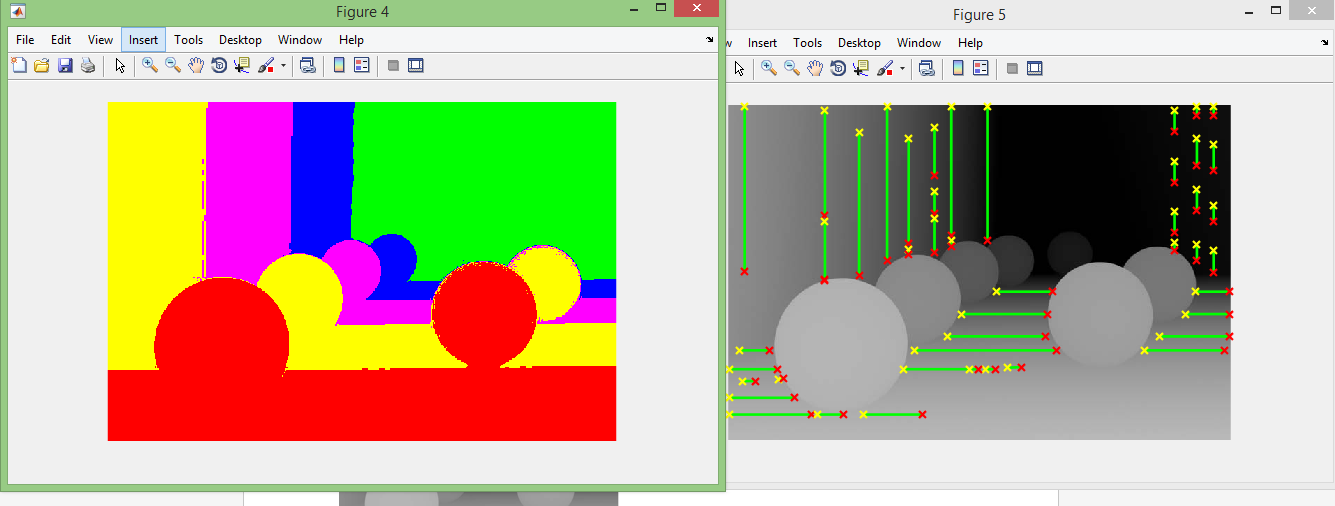 Figure 4
File Edit View Insert Tools Desktop Window Help
Figure 5
w Insert Tools Desktop Window Help